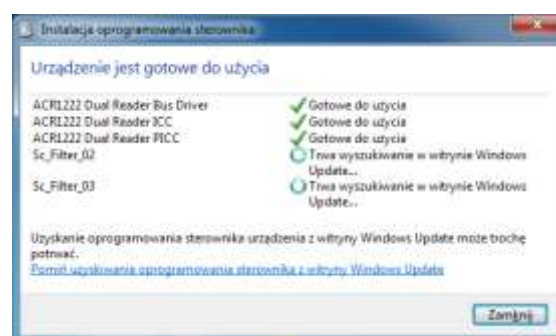 Instalacja oprogramowania sterownika
Urządzenie jest gotowe do użycia
ACR1222 Dual Reader Bus Driver
Gotowe do użycia
ACR1222 Dual Reader ICC
Gotowe do użycia
ACR1222 Dual Reader PICC
Gotowe do użycia
Sc_Filter_02
Trwa wyszukiwanie w witrynie Windows
Update...
Sc_Filter_03
Trwa wyszukiwanie w witrynie Windows
Update...
Uzyskanie oprogramowania sterownika urządzenia z witryny Windows Update może trochę
potrwać.
Pomiń uzyskiwanie oprogramowania sterownika z witryny Windows Update
Zamknij